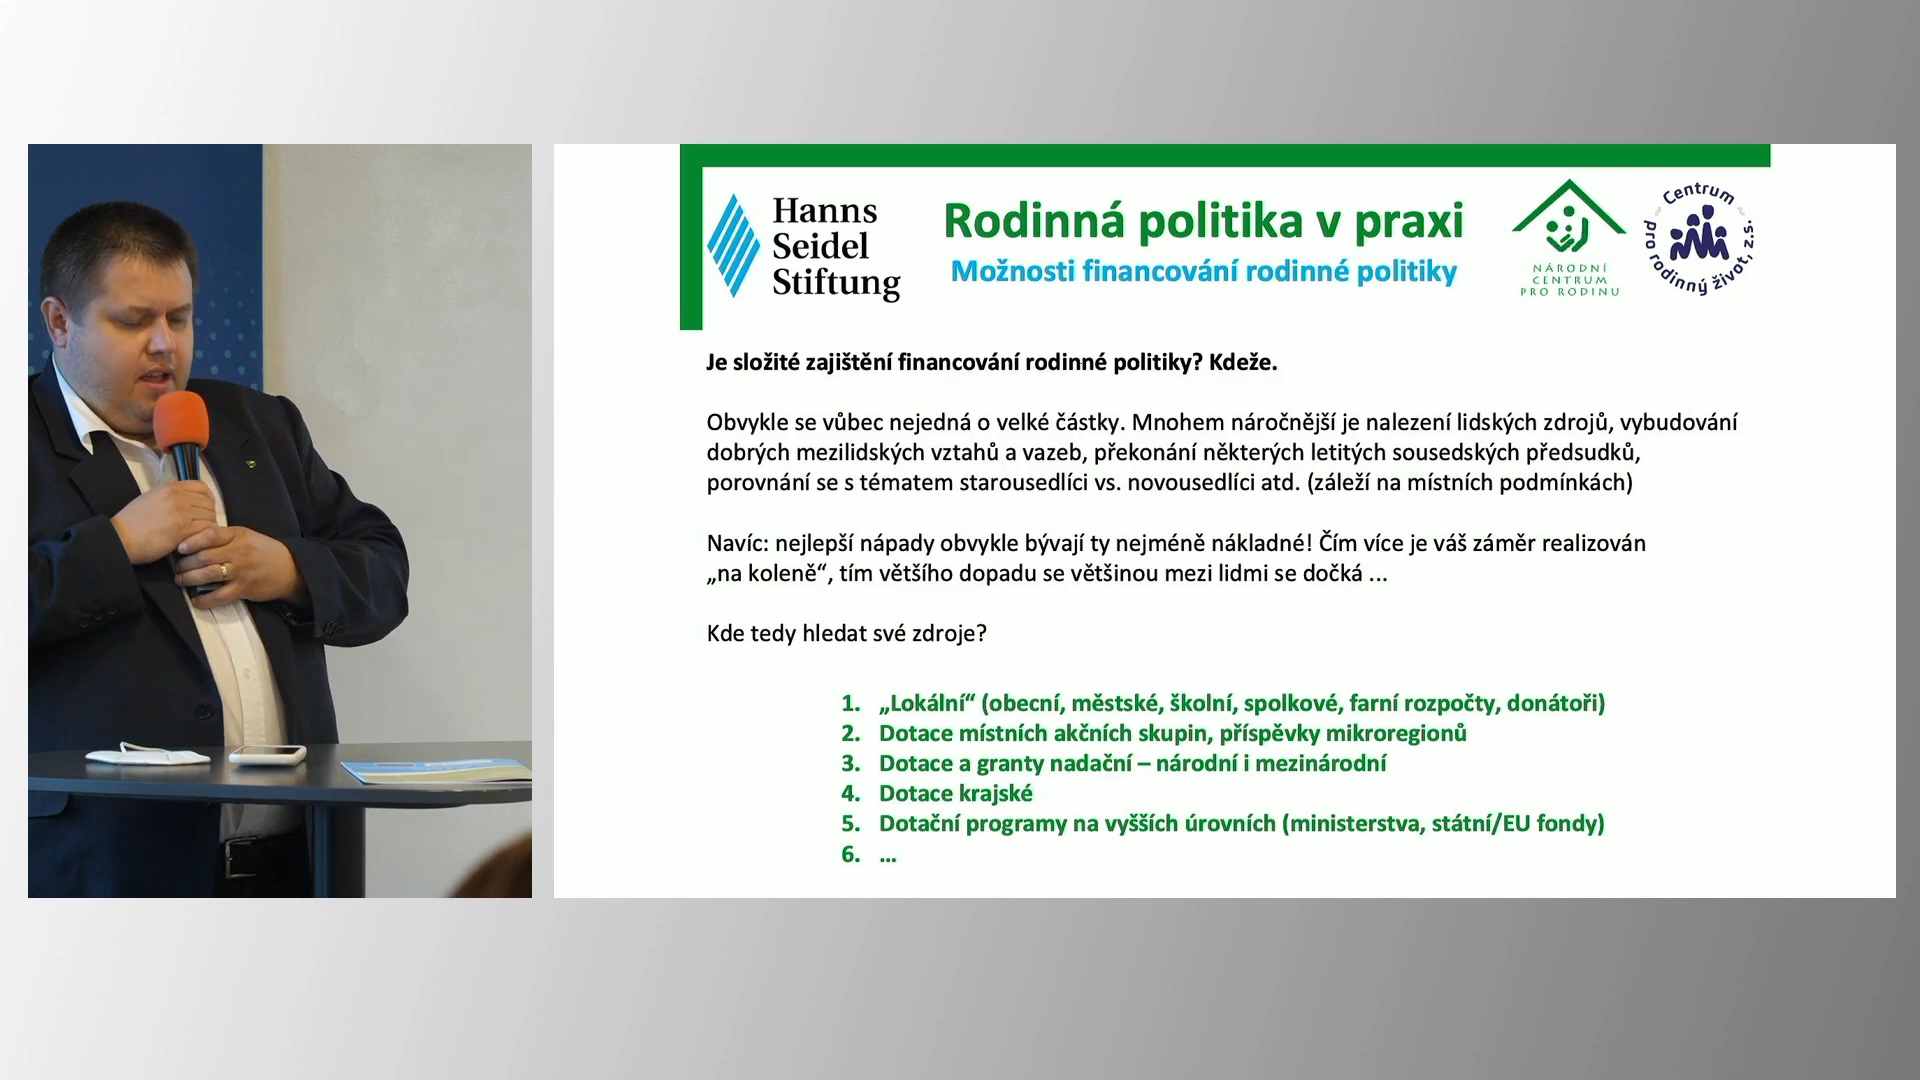 Hanns
Seidel
Stiftung
Rodinná politika v praxi
Možnosti financování rodinné politiky
NÁRODNÍ
CENTRUM
PRO RODINU
Centrum
pro rodinný život, z.s.
Je složité zajištění financování rodinné politiky? Kdeže.
Obvykle se vůbec nejedná o velké částky. Mnohem náročnější je nalezení lidských zdrojů, vybudování
dobrých mezilidských vztahů a vazeb, překonání některých letitých sousedských předsudků,
porovnání se s tématem starousedlíci vs. novousedlíci atd. (záleží na místních podmínkách)
Navíc: nejlepší nápady obvykle bývají ty nejméně nákladné! Čím více je váš záměr realizován
„na koleně“, tím většího dopadu se většinou mezi lidmi se dočká ...
Kde tedy hledat své zdroje?
1. „Lokální“ (obecní, městské, školní, spolkové, farní rozpočty, donátoři)
2. Dotace místních akčních skupin, příspěvky mikroregionů
3. Dotace a granty nadační – národní i mezinárodní
4. Dotace krajské
5. Dotační programy na vyšších úrovních (ministerstva, státní/EU fondy)
6. ...